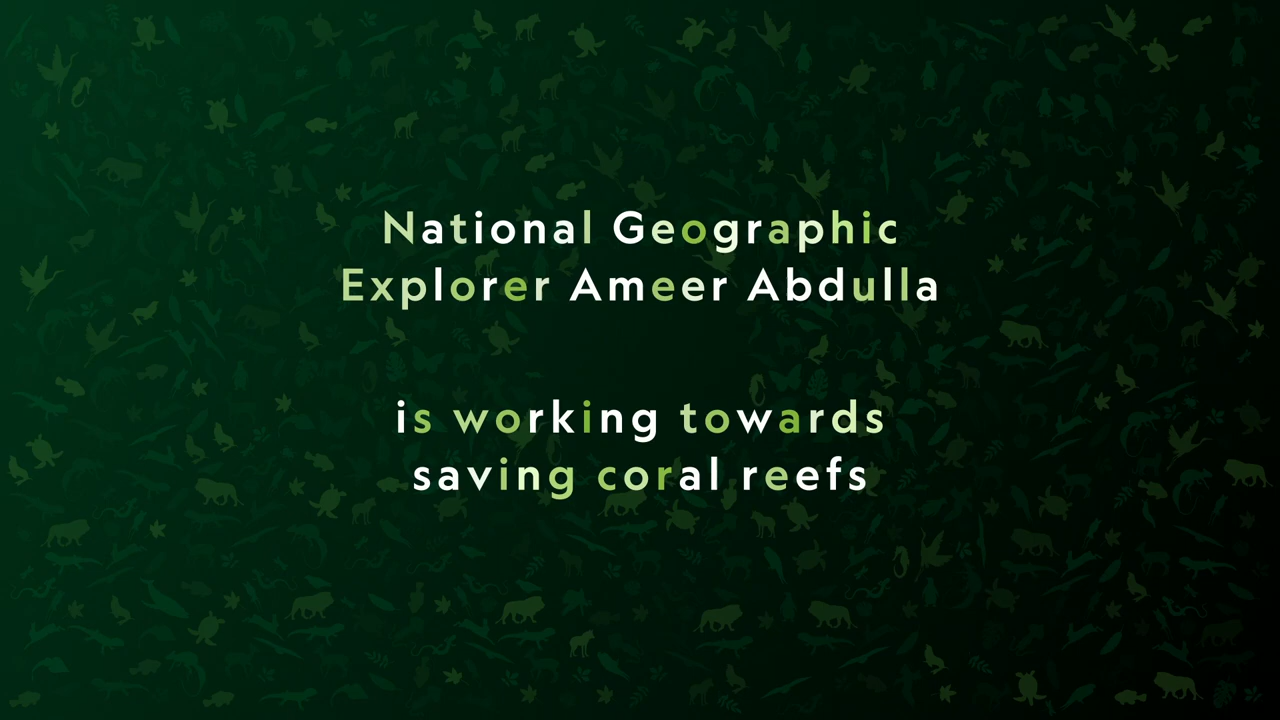 National Geographic
Explorer Ameer Abdulla
is working towards
saving coral reefs